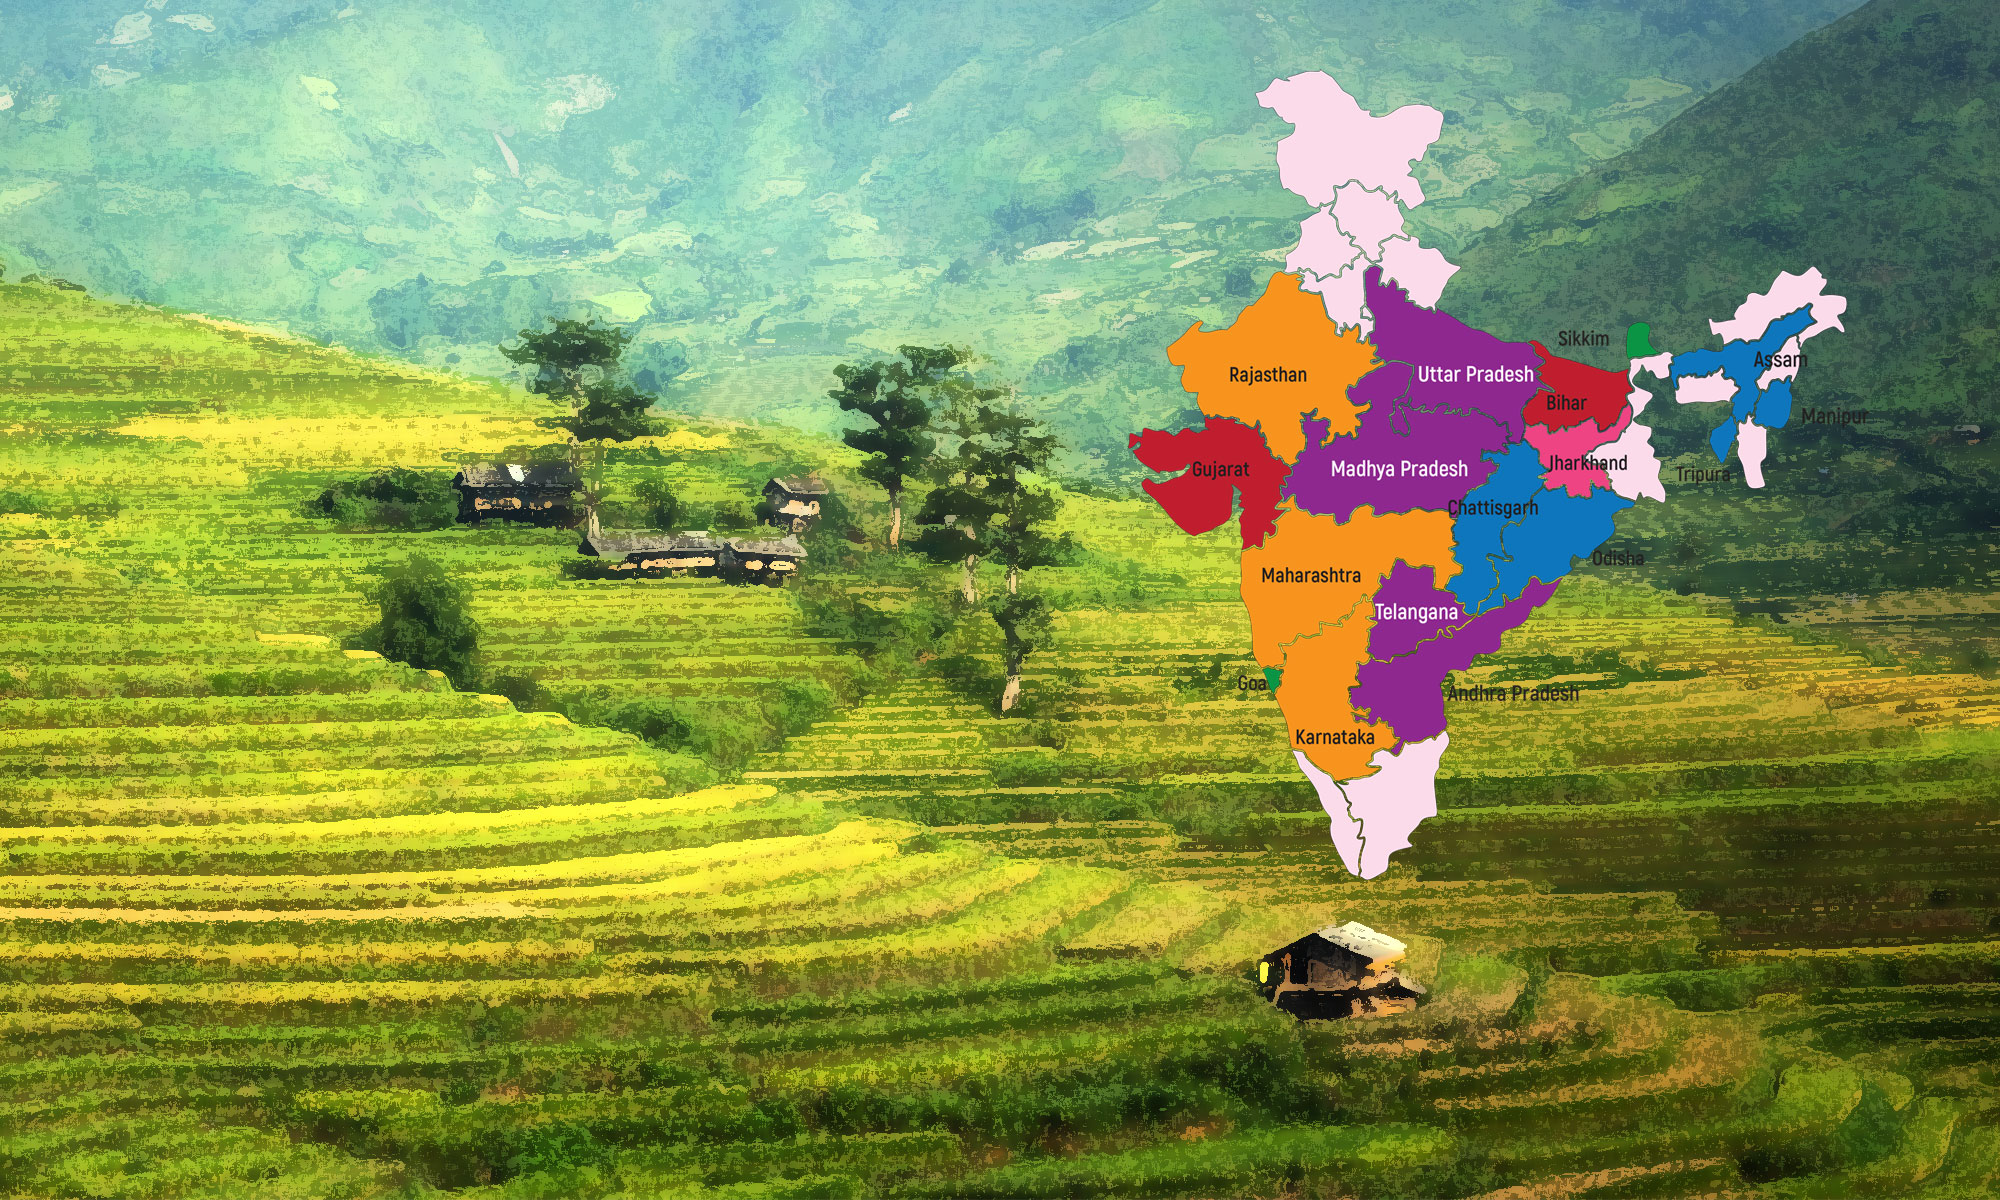 Sikkim
Assam
Rajasthan
Uttar Pradesh
Bihar
Manipur
Gujarat
Madhya Pradesh
Jharkhand
Tripura
Chattisgarh
Odisha
Maharashtra
Telangana
Goa
Andhra Pradesh
Karnataka